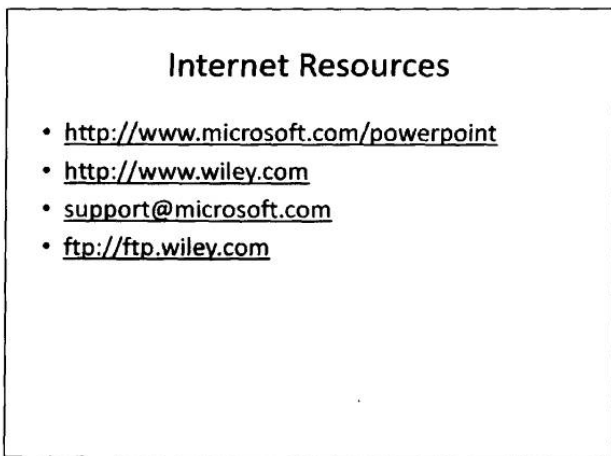 Internet Resources
• http://www.microsoft.com/powerpoint
• http://www.wiley.com
• support@microsoft.com
• ftp://ftp.wiley.com